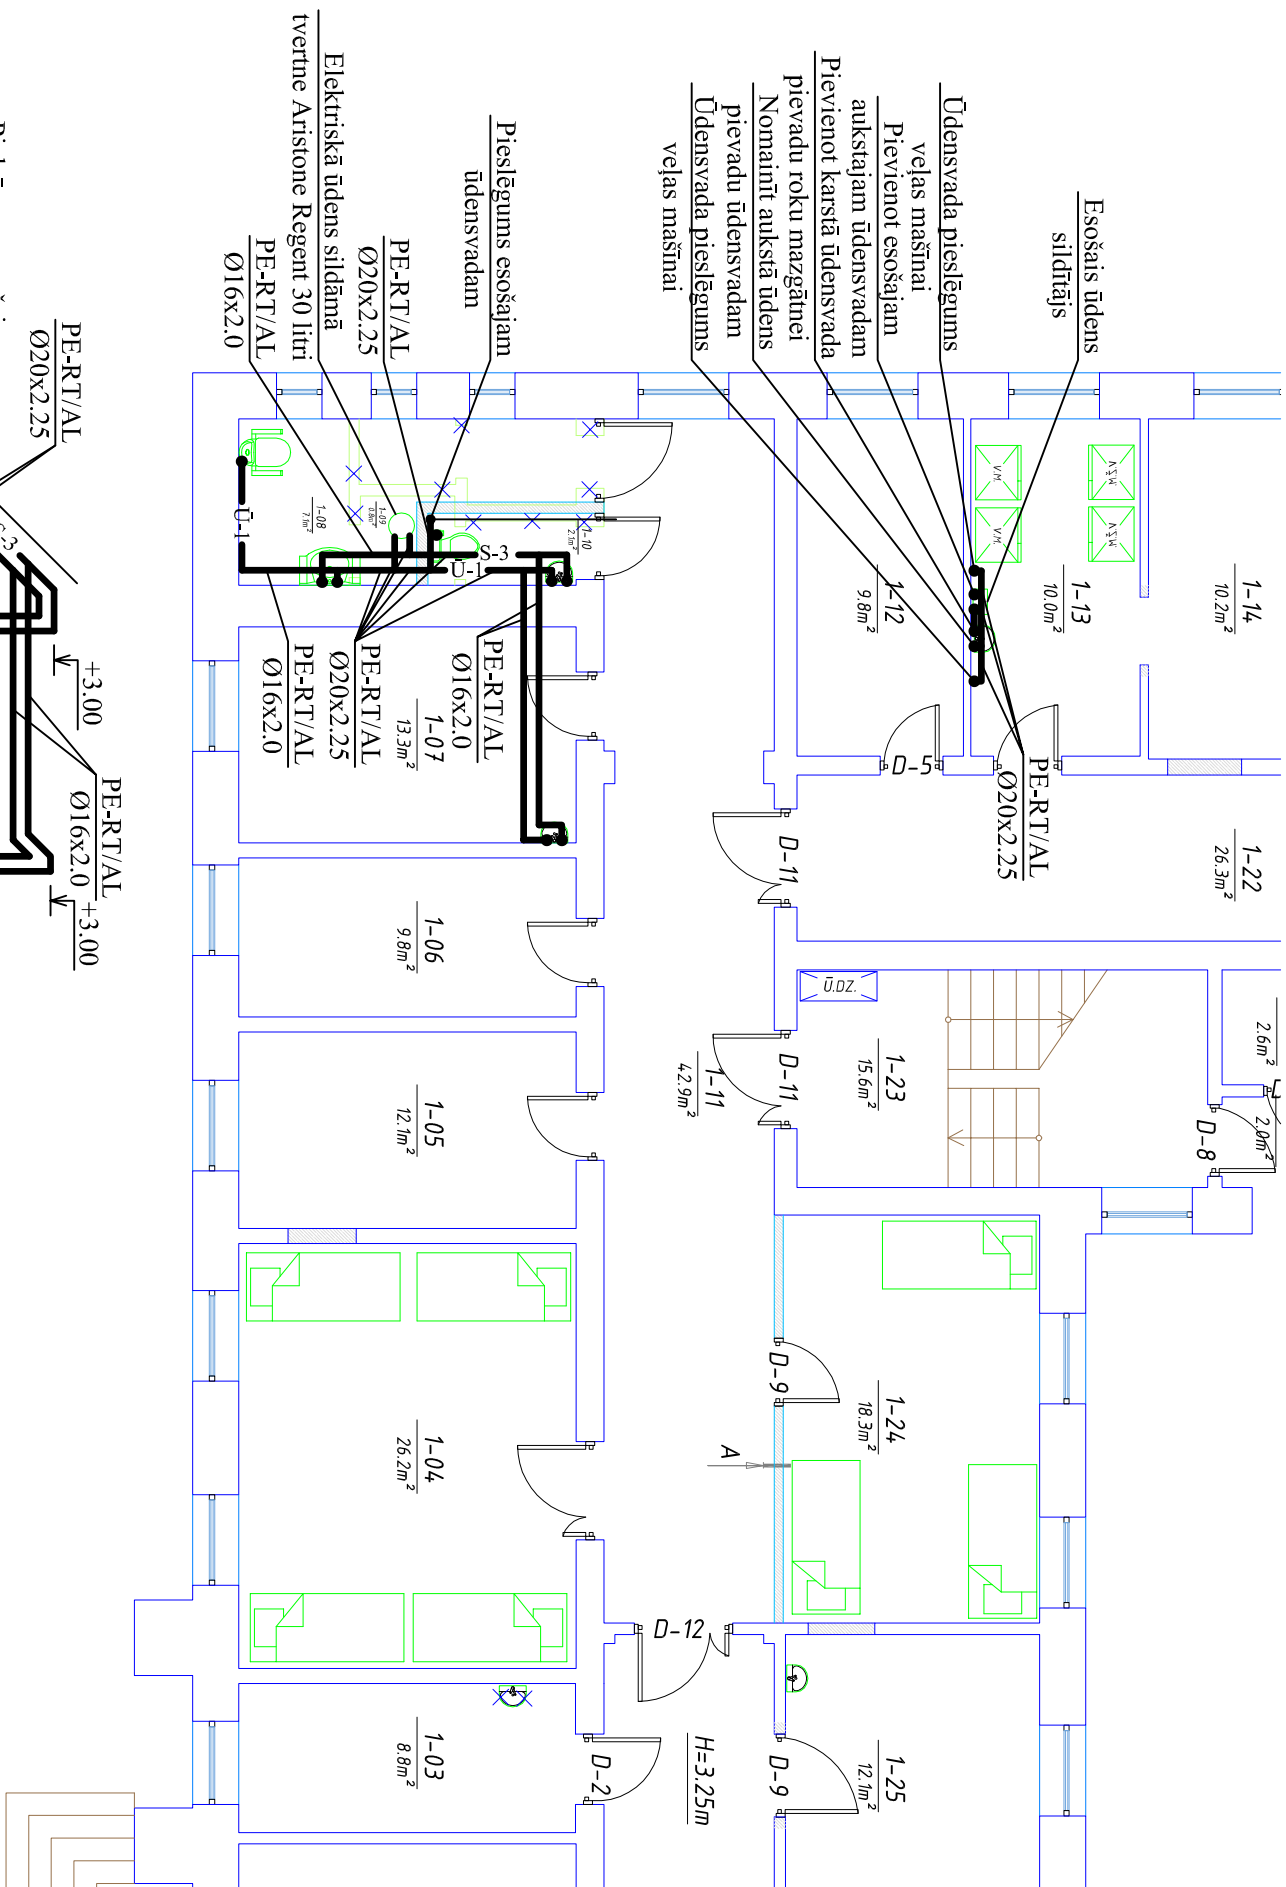 Elektriskā ūdens sildāmā
tvertne Aristone Regent 30 litri
Pieslēgums esošajam
ūdensvadam
PE-RT/AL
Ø20x2.25
PE-RT/AL
Ø16x2.0
Ūdensvada pieslēgums
veļas mašīnai
Pievienot esošajam
aukstajam ūdensvadam
Pievienot karstā ūdensvada
pievadu roku mazgātnei
Nomainīt aukstā ūdens
pievadu ūdensvadam
Ūdensvada pieslēgums
veļas mašīnai
Esošais ūdens
sildītājs
PE-RT/AL
Ø20x2.25
S-3
+3.00
PE-RT/AL
Ø16x2.0
+3.00
Ū-1
1-08
7.1m²
1-09
0.8m²
1-10
2.1m²
S-3
Ū-1
PE-RT/AL
Ø16x2.0
PE-RT/AL
Ø20x2.25
PE-RT/AL
Ø16x2.0
1-07
13.3m²
V.M.
V.M.
V.Ž.M.
V.Ž.M.
1-12
9.8m²
1-13
10.0m²
1-14
10.2m²
D-5
PE-RT/AL
Ø20x2.25
D-11
1-22
26.3m²
1-06
9.8m²
Ū.DZ.
1-05
12.1m²
1-11
42.9m²
D-11
1-23
15.6m²
2.6m²
2.0m²
D-8
D-9
1-24
18.3m²
A
1-04
26.2m²
D-12
1-03
8.8m²
D-2
H=3.25m
D-9
1-25
12.1m²